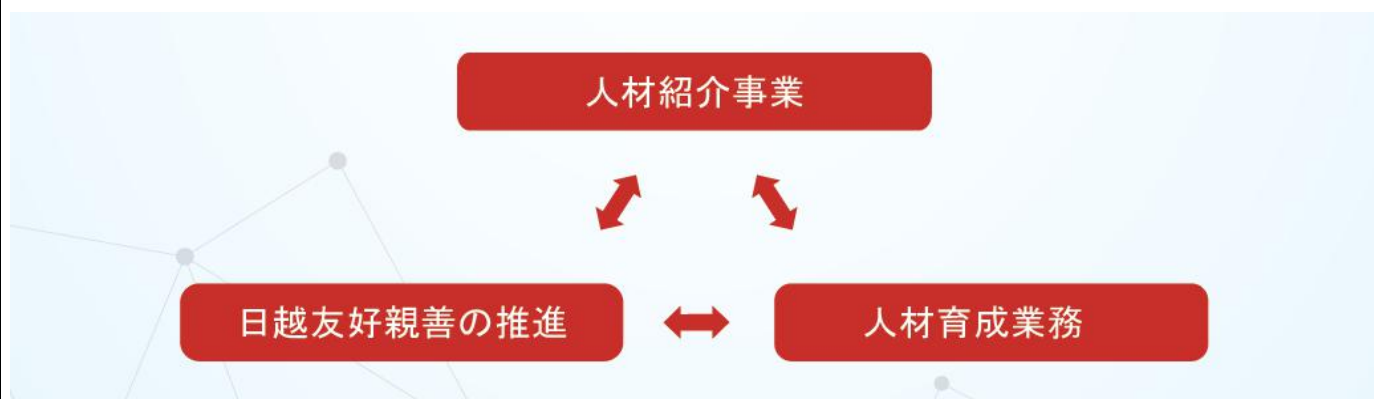 人材紹介事業
日越友好親善の推進
人材育成業務